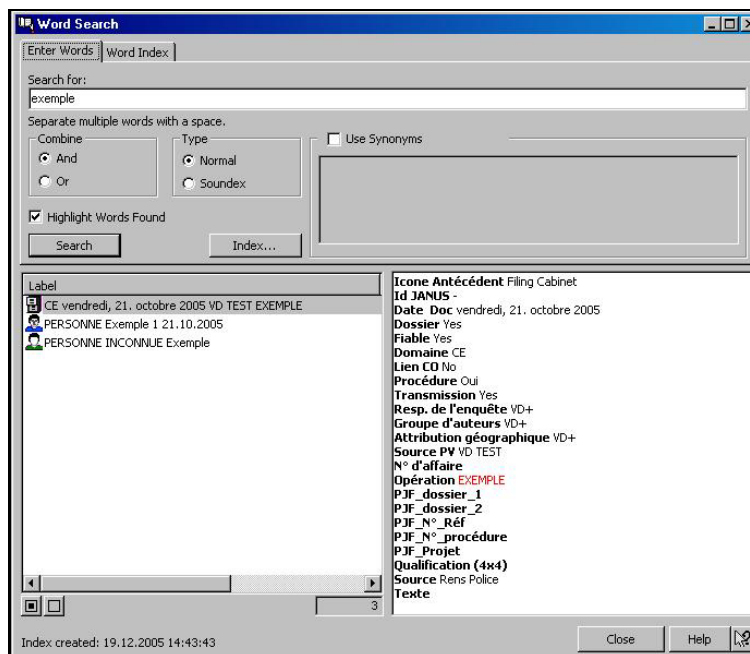 Word Search
Enter Words Word Index
Search for:
exemple
Separate multiple words with a space.
Combine Type Use Synonyms
And Normal
Or Soundex
Highlight Words Found
Search Index...
Label
CE vendredi, 21. octobre 2005 VD TEST EXEMPLE
PERSONNE Exemple 1 21.10.2005
PERSONNE INCONNUE Exemple
3
Icone Antécédent Filing Cabinet
Id JANUS -
Date Doc vendredi, 21. octobre 2005
Dossier Yes
Fiable Yes
Domaine CE
Lien CO No
Procédure Oui
Transmission Yes
Resp. de l'enquête VD+
Groupe d'auteurs VD+
Attribution géographique VD+
Source PV VD TEST
N° d'affaire
Opération EXEMPLE
PJF_dossier_1
PJF_dossier_2
PJF_N°_Réf
PJF_N°_procédure
PJF_Projet
Qualification (4x4)
Source Rens Police
Texte
Index created: 19.12.2005 14:43:43
Close Help